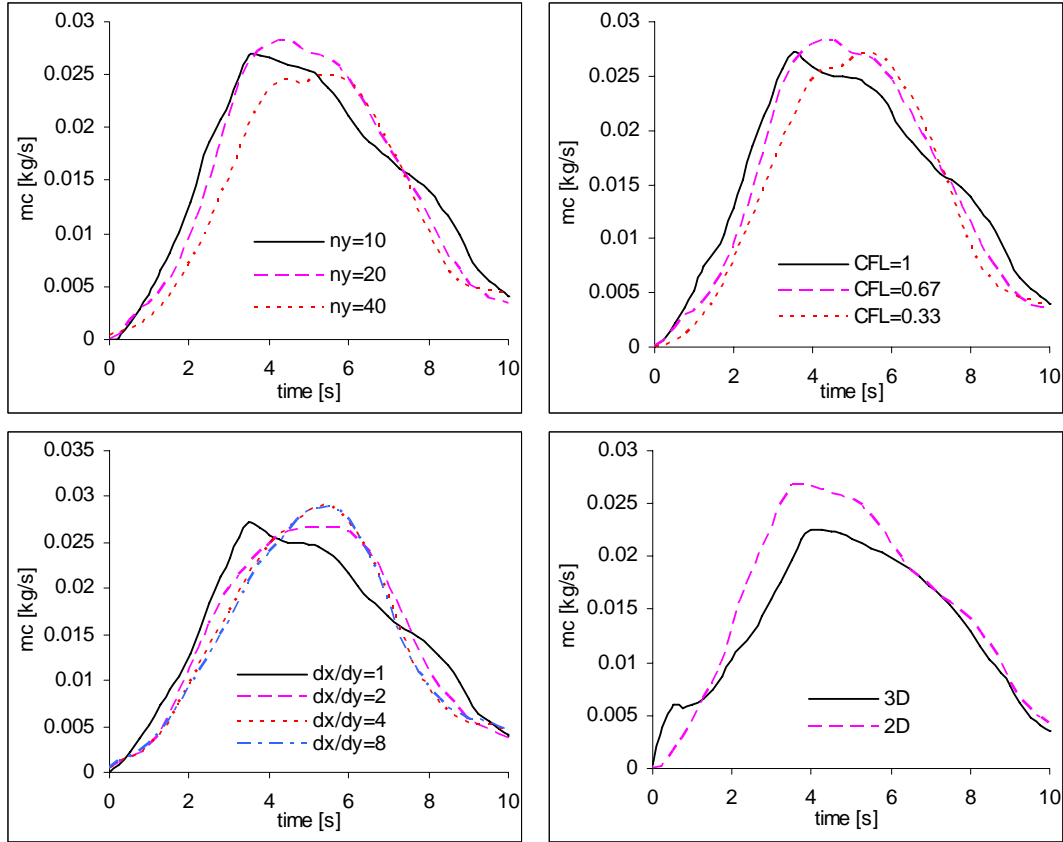 0.03
0.025
0.02
0.015
0.01
0.005
0
mc [kg/s]
0 2 4 6 8 10
time [s]
ny=10
ny=20
ny=40
0.03
0.025
0.02
0.015
0.01
0.005
0
mc [kg/s]
0 2 4 6 8 10
time [s]
CFL=1
CFL=0.67
CFL=0.33
0.035
0.03
0.025
0.02
0.015
0.01
0.005
0
mc [kg/s]
0 2 4 6 8 10
time [s]
dx/dy=1
dx/dy=2
dx/dy=4
dx/dy=8
0.03
0.025
0.02
0.015
0.01
0.005
0
mc [kg/s]
0 2 4 6 8 10
time [s]
3D
2D